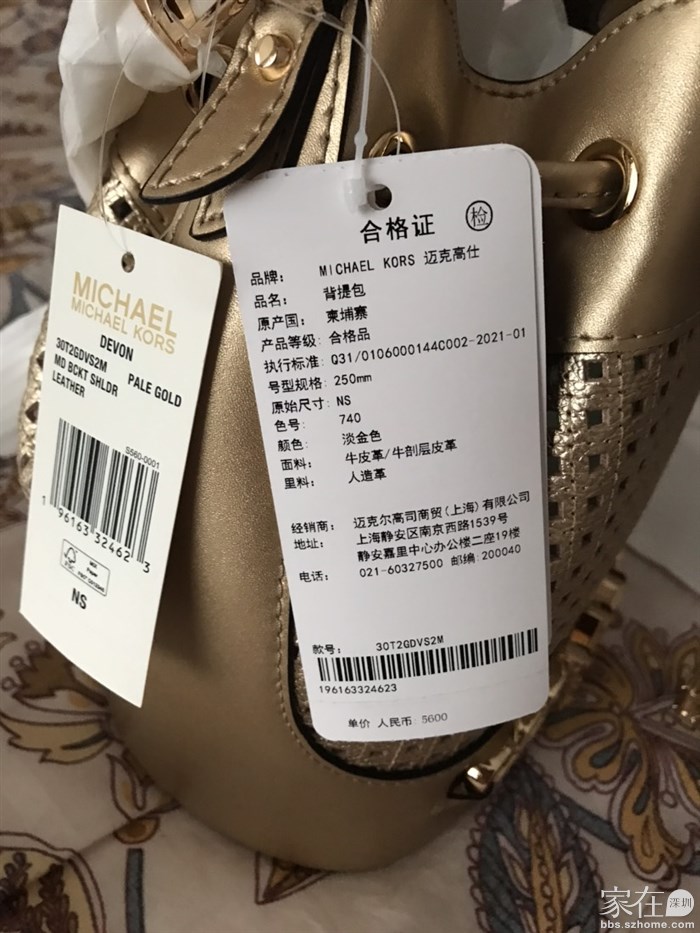 MICHAEL
MICHAEL KORS
DEVON
30T2GDVS2M PALE GOLD
MD BCKT SHLDR
LEATHER
S560-0001
1 96163 32462 3
FSC
MIX
Paper
NS
合格证 检
品牌： MICHAEL KORS 迈克高仕
品名： 背提包
原产国： 柬埔寨
产品等级: 合格品
执行标准: Q31/0106000144C002-2021-01
号型规格: 250mm
原始尺寸: NS
色号： 740
颜色： 淡金色
面料： 牛皮革/牛剖层皮革
里料： 人造革
经销商： 迈克尔高司商贸(上海)有限公司
地址： 上海静安区南京西路1539号
静安嘉里中心办公楼二座19楼
电话： 021-60327500 邮编: 200040
款号： 30T2GDVS2M
196163324623
单价 人民币: 5600
家在 深圳
bbs.szhome.com